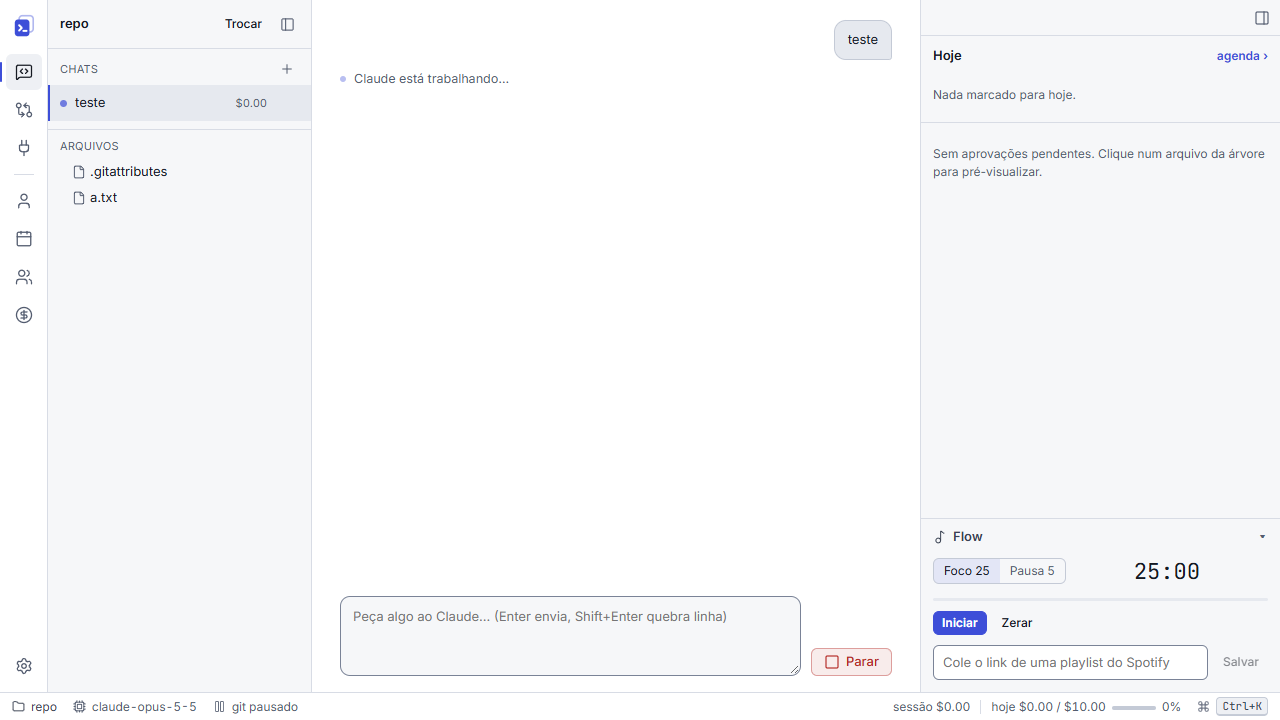 repo
Trocar
CHATS
teste
$0.00
ARQUIVOS
.gitattributes
a.txt
teste
Claude está trabalhando...
Peça algo ao Claude... (Enter envia, Shift+Enter quebra linha)
Parar
Hoje
agenda ›
Nada marcado para hoje.
Sem aprovações pendentes. Clique num arquivo da árvore
para pré-visualizar.
Flow
Foco 25
Pausa 5
25:00
Iniciar
Zerar
Cole o link de uma playlist do Spotify
Salvar
repo
claude-opus-5-5
git pausado
sessão $0.00
hoje $0.00 / $10.00
0%
⌘ Ctrl+K